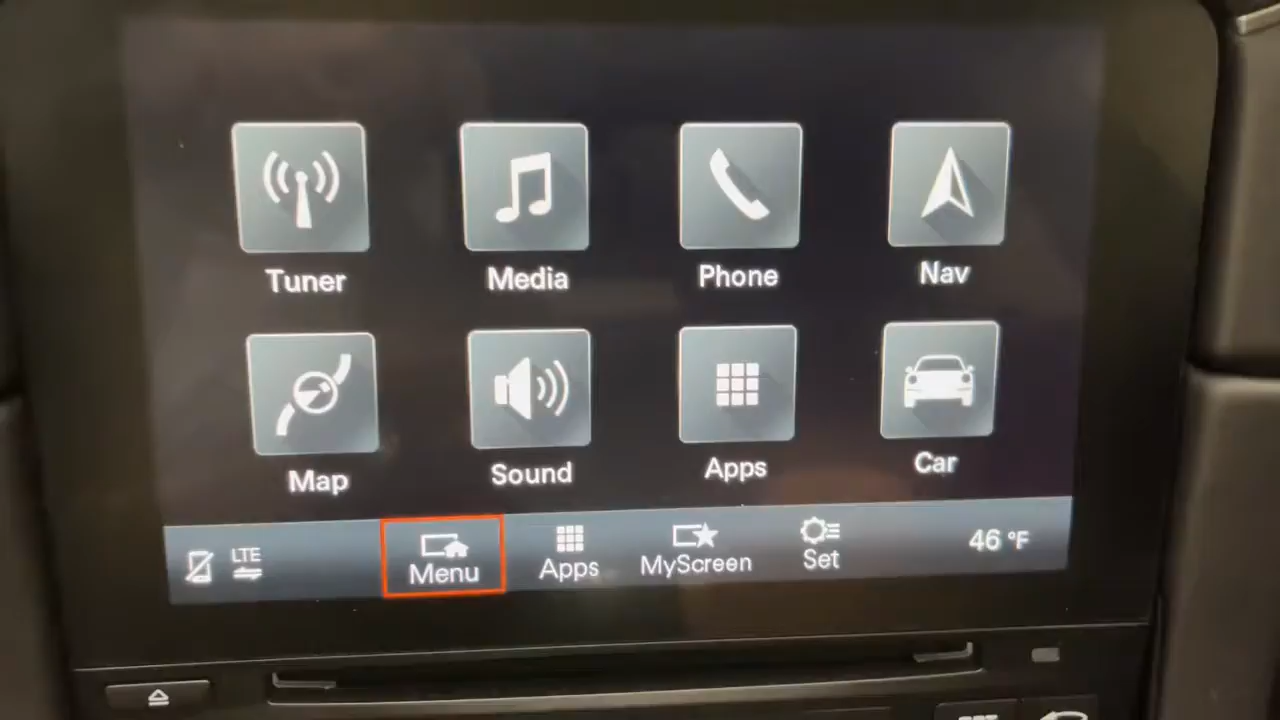 Tuner Media Phone Nav
Map Sound Apps Car
LTE Menu Apps MyScreen Set 46 °F